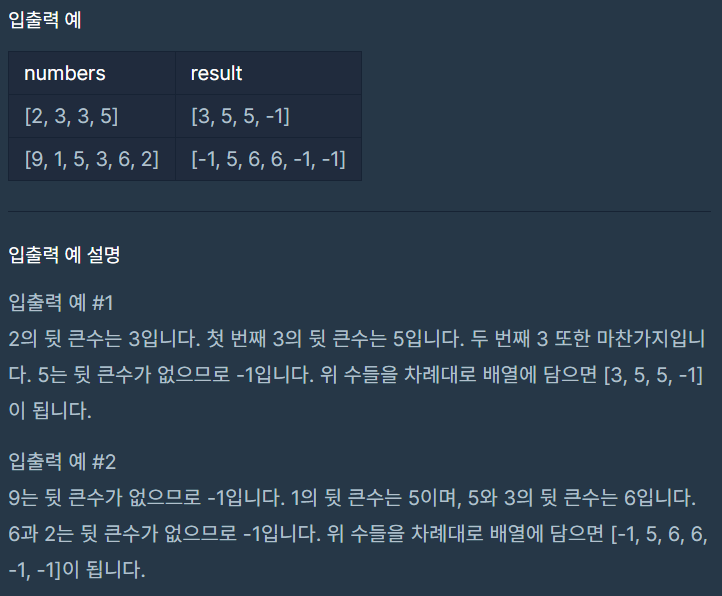 입출력 예
numbers result
[2, 3, 3, 5] [3, 5, 5, -1]
[9, 1, 5, 3, 6, 2] [-1, 5, 6, 6, -1, -1]
입출력 예 설명
입출력 예 #1
2의 뒷 큰수는 3입니다. 첫 번째 3의 뒷 큰수는 5입니다. 두 번째 3 또한 마찬가지입니
다. 5는 뒷 큰수가 없으므로 -1입니다. 위 수들을 차례대로 배열에 담으면 [3, 5, 5, -1]
이 됩니다.
입출력 예 #2
9는 뒷 큰수가 없으므로 -1입니다. 1의 뒷 큰수는 5이며, 5와 3의 뒷 큰수는 6입니다.
6과 2는 뒷 큰수가 없으므로 -1입니다. 위 수들을 차례대로 배열에 담으면 [-1, 5, 6, 6,
-1, -1]이 됩니다.